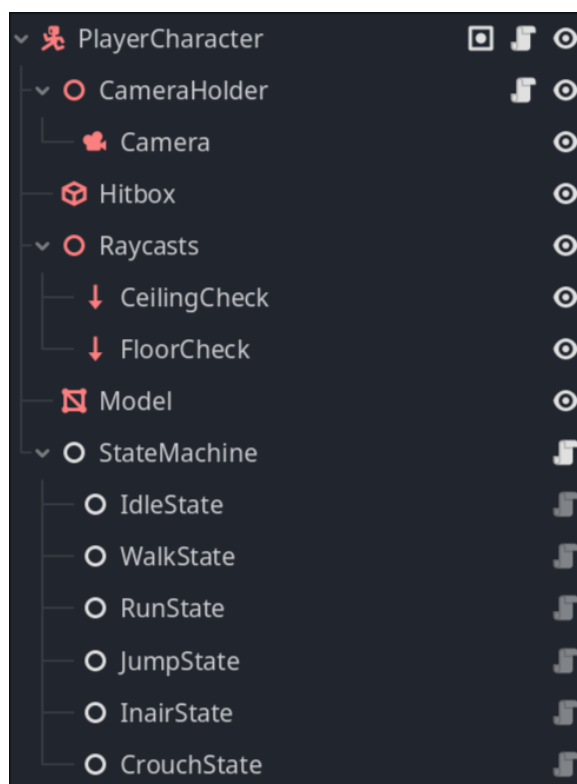 PlayerCharacter
CameraHolder
Camera
Hitbox
Raycasts
CeilingCheck
FloorCheck
Model
StateMachine
IdleState
WalkState
RunState
JumpState
InairState
CrouchState